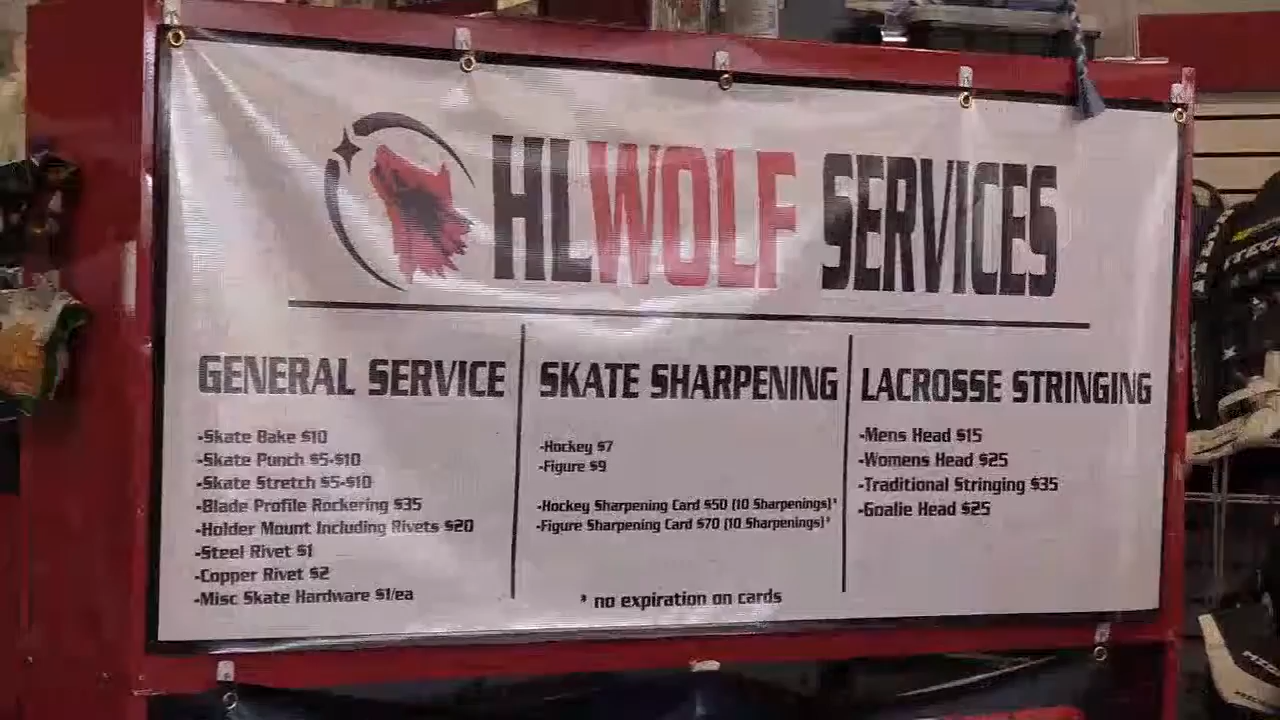 HLWOLF SERVICES
GENERAL SERVICE
-Skate Bake $10
-Skate Punch $5-$10
-Skate Stretch $5-$10
-Blade Profile Rockering $35
-Holder Mount Including Rivets $20
-Steel Rivet $1
-Copper Rivet $2
-Misc Skate Hardware $1/ea
SKATE SHARPENING
-Hockey $7
-Figure $9
-Hockey Sharpening Card $50 (10 Sharpenings)*
-Figure Sharpening Card $70 (10 Sharpenings)*
* no expiration on cards
LACROSSE STRINGING
-Mens Head $15
-Womens Head $25
-Traditional Stringing $35
-Goalie Head $25